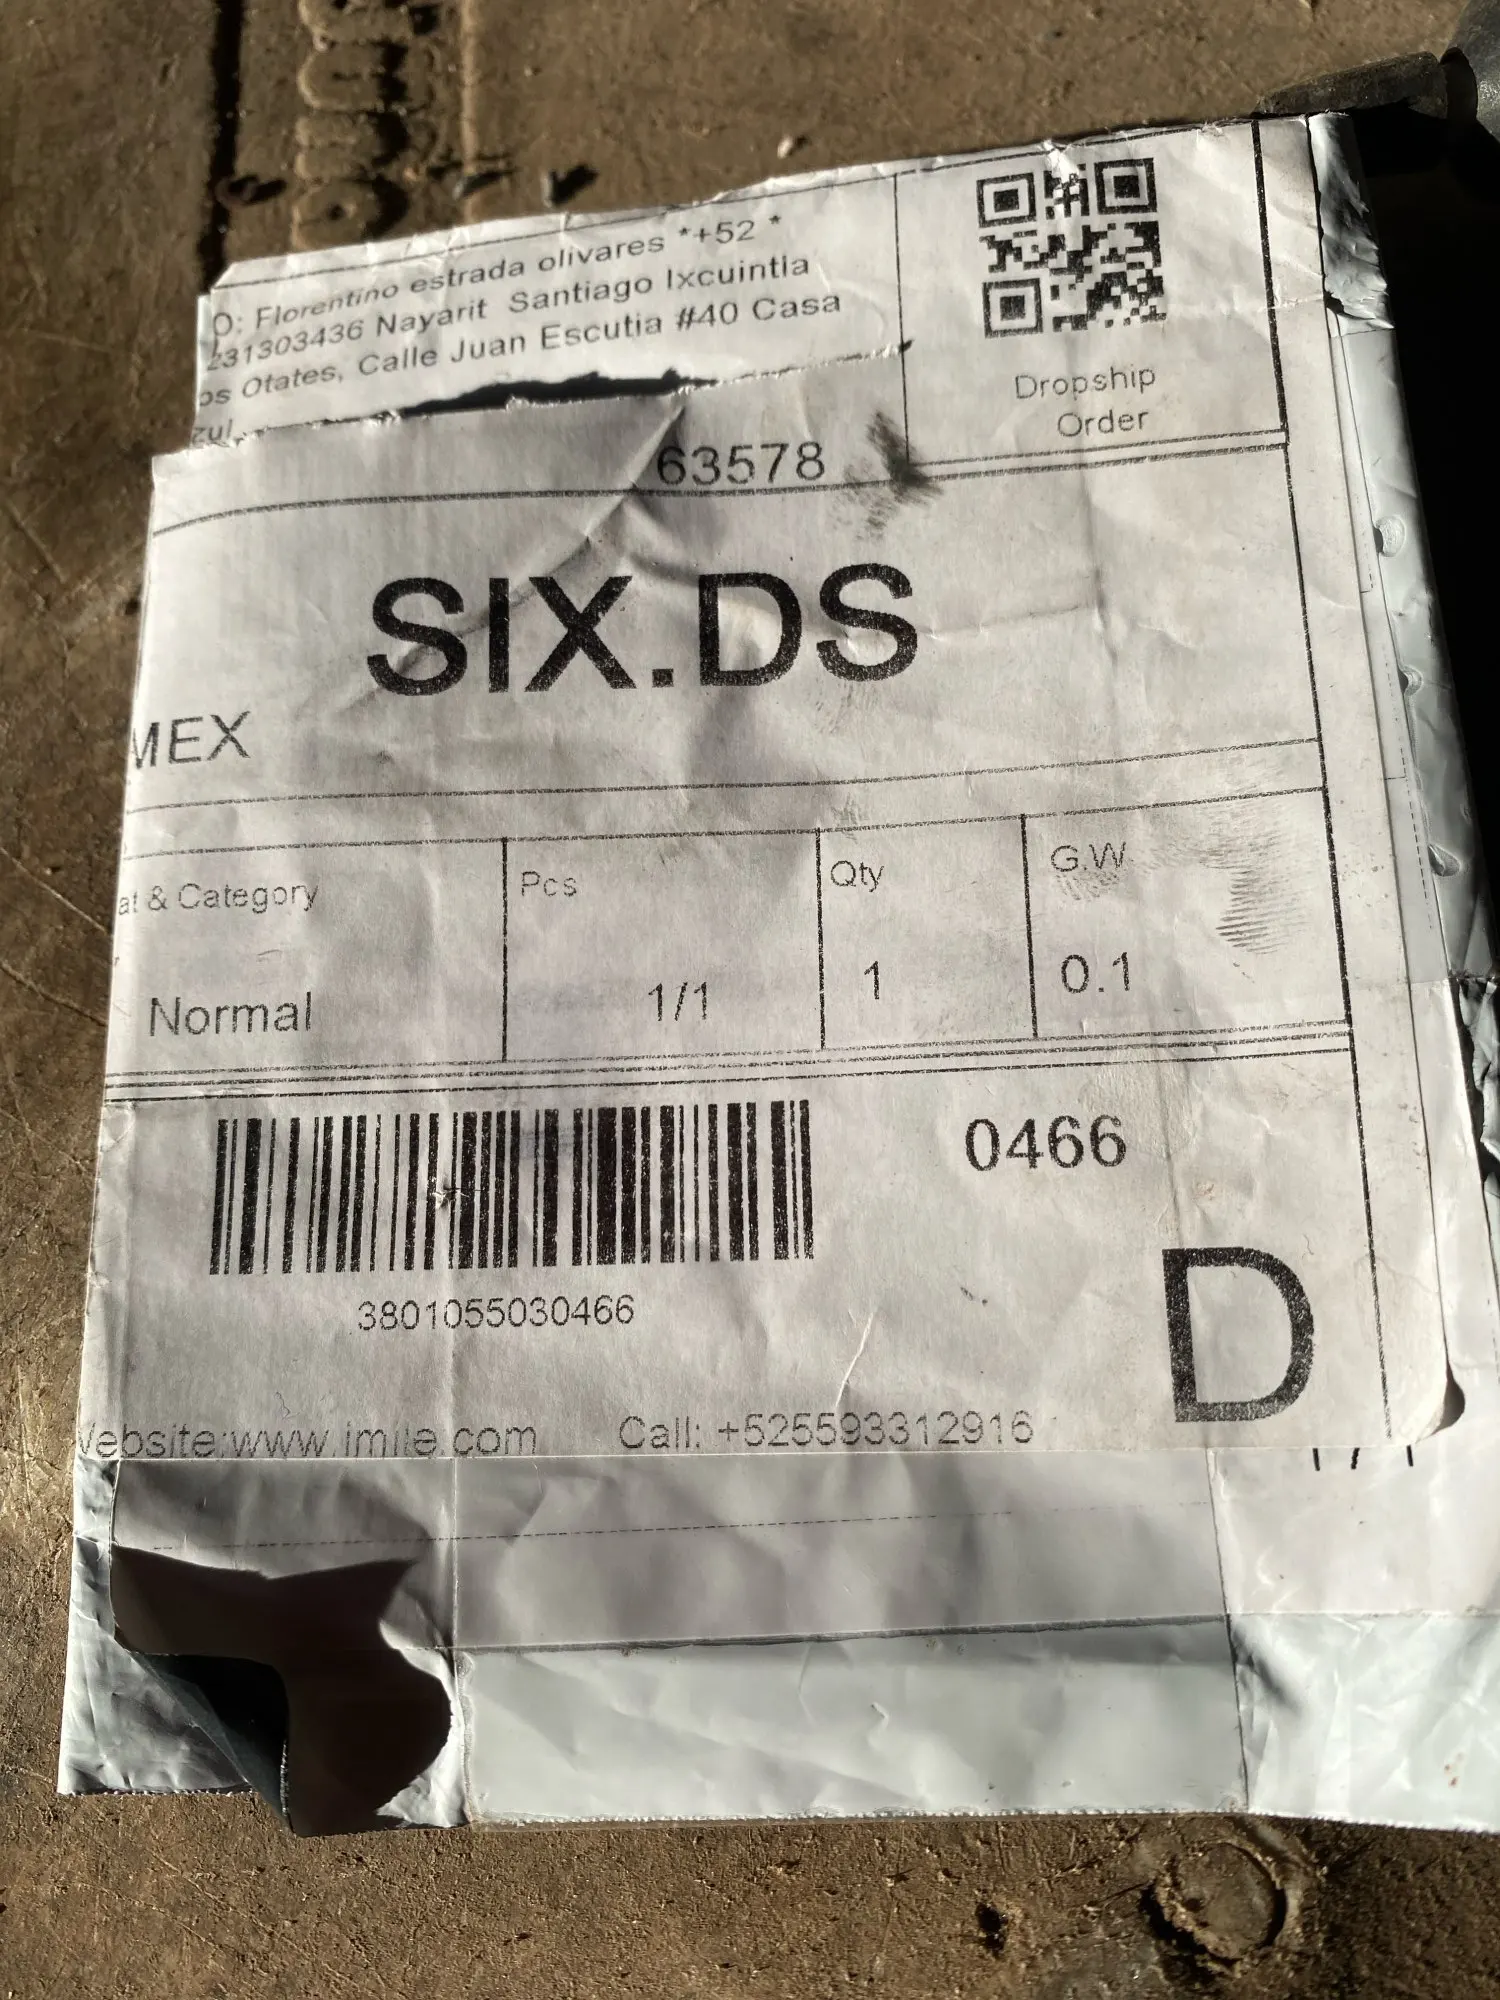 O: Florentino estrada olivares *+52 *
231303436 Nayarit Santiago Ixcuintla
os Otates, Calle Juan Escutia #40 Casa
zul
63578
Dropship
Order
SIX.DS
MEX
at & Category
Pcs
Qty
G.W
Normal
1/1
1
0.1
0466
3801055030466
D
Website:www.imile.com Call: +525593312916